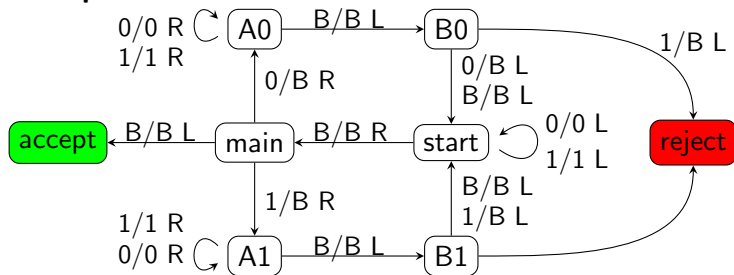 0/0 R
1/1 R
A0
B/B L
B0
1/B L
0/B R
0/B L
B/B L
accept
B/B L
main
B/B R
start
0/0 L
1/1 L
reject
1/B R
B/B L
1/B L
1/1 R
0/0 R
A1
B/B L
B1